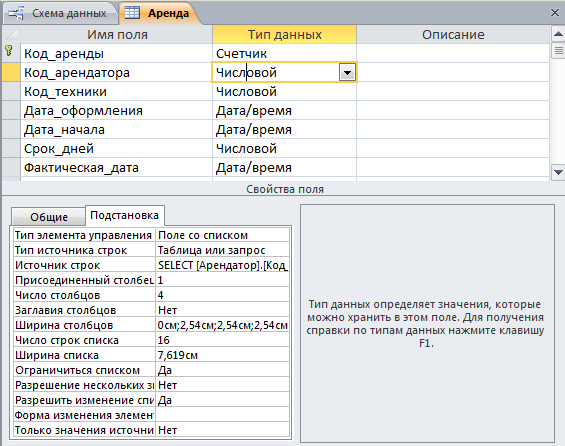 Схема данных Аренда
Имя поля Тип данных Описание
Код_аренды Счетчик
Код_арендатора Числовой
Код_техники Числовой
Дата_оформления Дата/время
Дата_начала Дата/время
Срок_дней Числовой
Фактическая_дата Дата/время
Свойства поля
Общие Подстановка
Тип элемента управления Поле со списком
Тип источника строк Таблица или запрос
Источник строк SELECT [Арендатор].[Код_
Присоединенный столбец 1
Число столбцов 4
Заглавия столбцов Нет
Ширина столбцов 0см;2,54см;2,54см;2,54см
Число строк списка 16
Ширина списка 7,619см
Ограничиться списком Да
Разрешение нескольких зн Нет
Разрешить изменение спи Да
Форма изменения элемент
Только значения источни Нет
Тип данных определяет значения, которые
можно хранить в этом поле. Для получения
справки по типам данных нажмите клавишу
F1.